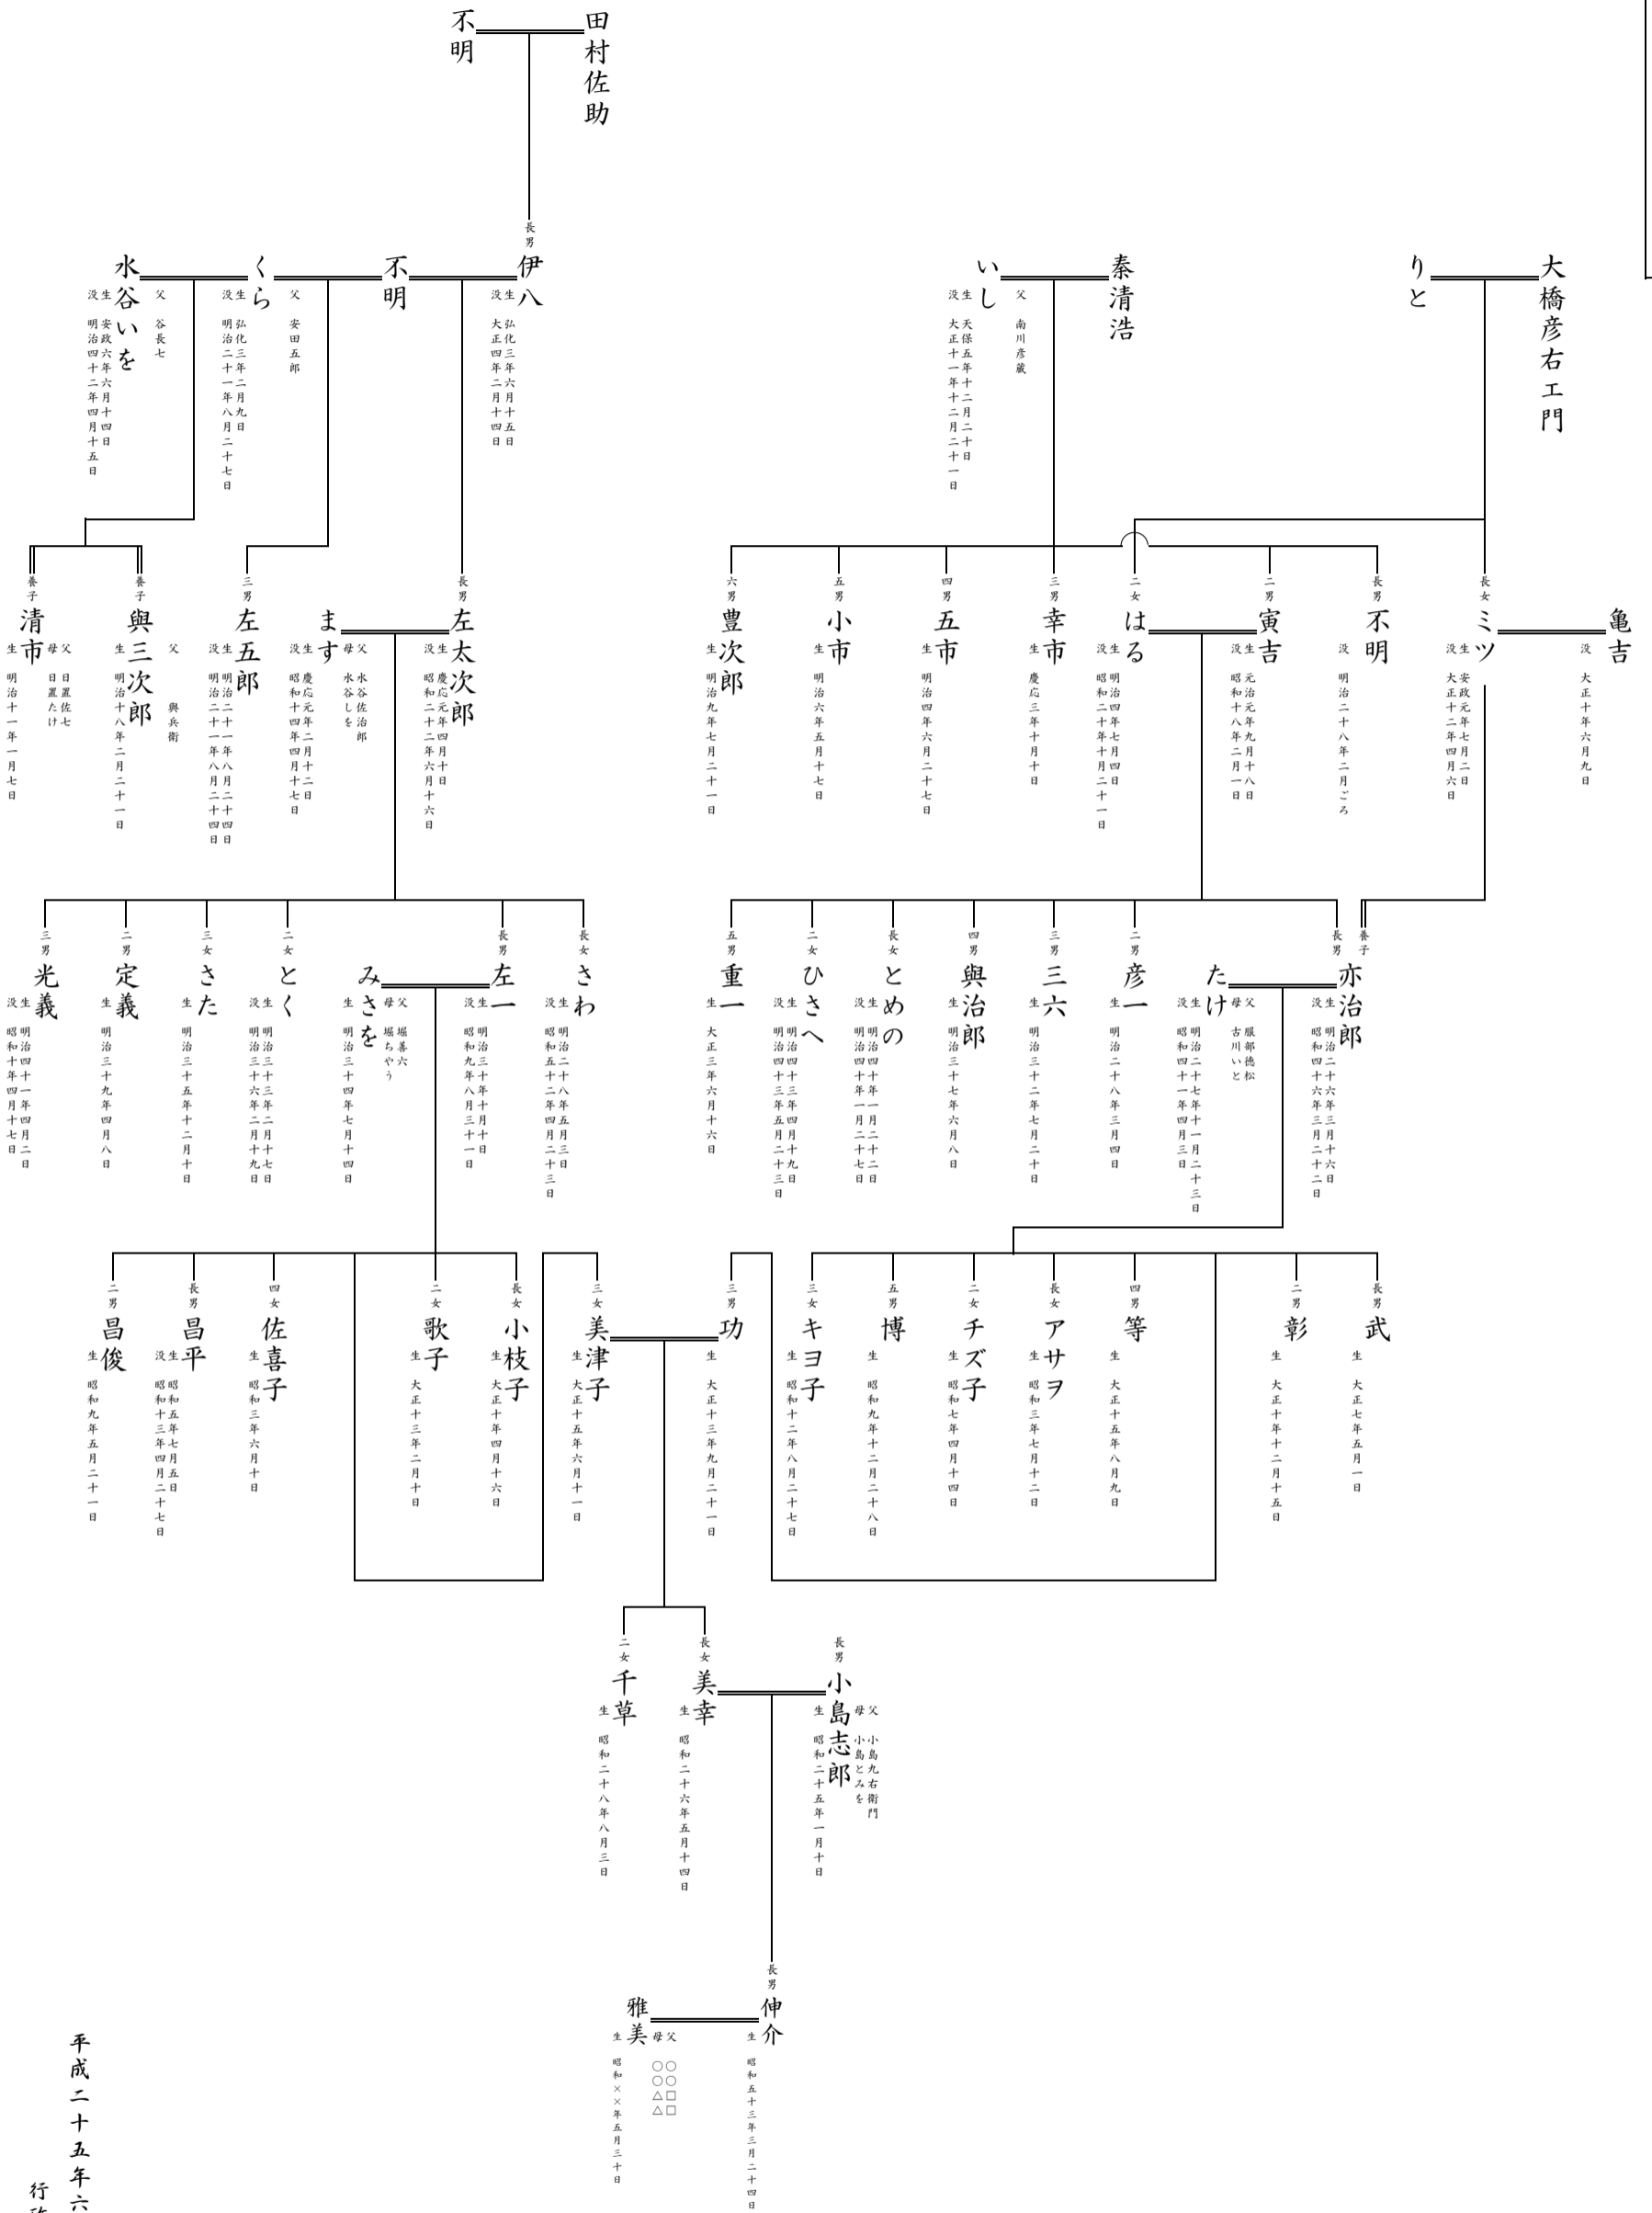 田村佐助
不明
長男
伊八
生 弘化三年六月十五日
没 大正四年二月十四日
不明
父 安田五郎
くら
生 弘化三年二月九日
没 明治二十一年八月二十七日
父 谷長七
水谷いを
生 安政六年六月十四日
没 明治四十二年四月十五日
大橋彦右エ門
りと
秦清浩
父 南川彦蔵
いし
生 天保五年十二月二十日
没 大正十一年十二月二十一日
亀吉
没 大正十年六月九日
長女
ミツ
生 安政元年七月二日
没 大正十二年四月六日
長男
不明
没 明治二十八年二月ごろ
二男
寅吉
生 元治元年九月十八日
没 昭和十八年二月一日
二女
はる
生 明治四年七月四日
没 昭和二十年十月二十一日
三男
幸市
生 慶応三年十月十日
四男
五市
生 明治四年六月二十七日
五男
小市
生 明治六年五月十七日
六男
豊次郎
生 明治九年七月二十一日
長男
左太次郎
生 慶応元年四月十日
没 昭和二十二年六月十六日
父 水谷佐治郎
母 水谷しを
ます
生 慶応元年二月十二日
没 昭和十四年四月十七日
三男
左五郎
生 明治二十一年八月二十四日
没 明治二十一年八月二十四日
父 與兵衛
養子
與三次郎
生 明治十八年二月二十一日
父 日置佐七
母 日置たけ
養子
清市
生 明治十一年一月七日
養子
長男
亦治郎
生 明治二十六年三月十六日
没 昭和四十六年三月二十二日
父 服部徳松
母 古川いと
たけ
生 明治二十七年十一月二十三日
没 昭和四十一年四月三日
二男
彦一
生 明治二十八年三月四日
三男
三六
生 明治三十二年七月二十日
四男
與治郎
生 明治三十七年六月八日
長女
とめの
生 明治四十年一月二十二日
没 明治四十年一月二十七日
二女
ひさへ
生 明治四十三年四月十九日
没 明治四十三年五月二十三日
五男
重一
生 大正三年六月十六日
長女
さわ
生 明治二十八年五月三日
没 昭和五十二年四月二十三日
長男
左一
生 明治三十年十月十日
没 昭和九年八月三十一日
父 堀善六
母 堀ちやう
みさを
生 明治三十四年七月十四日
二女
とく
生 明治三十三年二月十七日
没 明治三十六年二月十九日
三女
さた
生 明治三十五年十二月十日
二男
定義
生 明治三十九年四月八日
三男
光義
生 明治四十一年四月二日
没 昭和十年四月十七日
長男
武
生 大正七年五月一日
二男
彰
生 大正十年十二月十五日
四男
等
生 大正十五年八月九日
長女
アサヲ
生 昭和三年七月十二日
二女
チズ子
生 昭和七年四月十四日
五男
博
生 昭和九年十二月二十八日
三女
キヨ子
生 昭和十二年八月二十七日
三男
功
生 大正十三年九月二十一日
三女
美津子
生 大正十五年六月十一日
長女
小枝子
生 大正十年四月十六日
二女
歌子
生 大正十三年二月十日
四女
佐喜子
生 昭和三年六月十日
長男
昌平
生 昭和五年七月五日
没 昭和十三年四月二十七日
二男
昌俊
生 昭和九年五月二十一日
父 小島九右衛門
母 小島とみを
長男
小島志郎
生 昭和二十五年一月十日
長女
美幸
生 昭和二十六年五月十四日
二女
千草
生 昭和二十八年八月三日
長男
伸介
生 昭和五十三年三月二十四日
父 〇〇□□
母 〇〇△△
雅美
生 昭和××年五月三十日
平成二十五年六
行